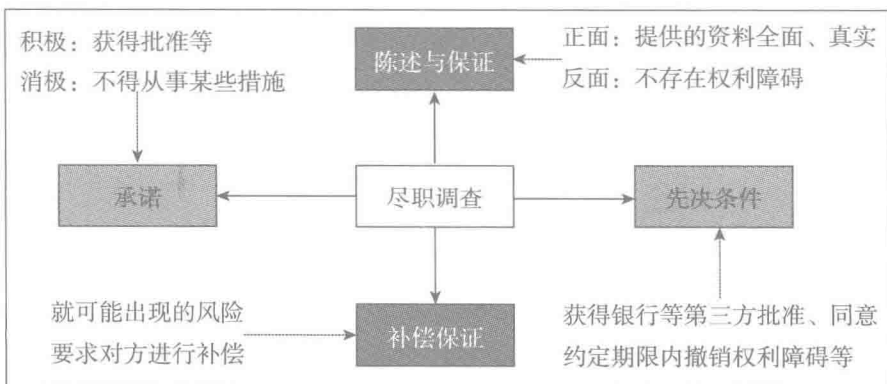 积极：获得批准等
消极：不得从事某些措施
陈述与保证
正面：提供的资料全面、真实
反面：不存在权利障碍
承诺
尽职调查
先决条件
就可能出现的风险
要求对方进行补偿
补偿保证
获得银行等第三方批准、同意
约定期限内撤销权利障碍等